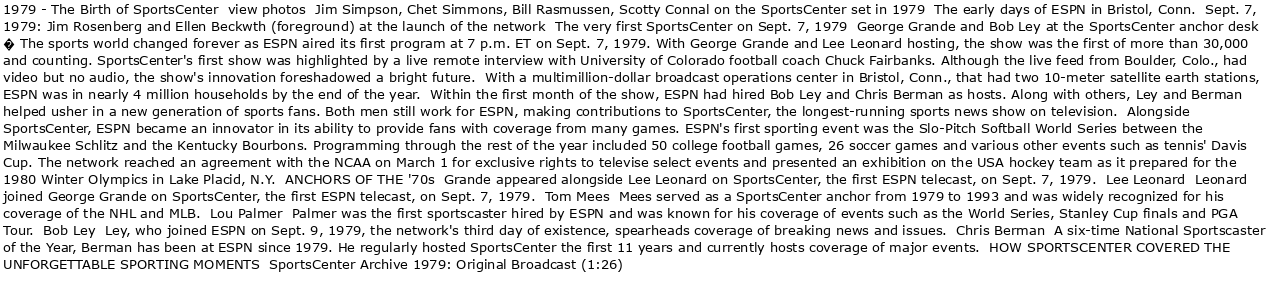 1979 - The Birth of SportsCenter  view photos  Jim Simpson, Chet Simmons, Bill Rasmussen, Scotty Connal on the SportsCenter set in 1979  The early days of ESPN in Bristol, Conn.  Sept. 7,
1979: Jim Rosenberg and Ellen Beckwth (foreground) at the launch of the network  The very first SportsCenter on Sept. 7, 1979  George Grande and Bob Ley at the SportsCenter anchor desk
� The sports world changed forever as ESPN aired its first program at 7 p.m. ET on Sept. 7, 1979. With George Grande and Lee Leonard hosting, the show was the first of more than 30,000
and counting. SportsCenter's first show was highlighted by a live remote interview with University of Colorado football coach Chuck Fairbanks. Although the live feed from Boulder, Colo., had
video but no audio, the show's innovation foreshadowed a bright future.  With a multimillion-dollar broadcast operations center in Bristol, Conn., that had two 10-meter satellite earth stations,
ESPN was in nearly 4 million households by the end of the year.  Within the first month of the show, ESPN had hired Bob Ley and Chris Berman as hosts. Along with others, Ley and Berman
helped usher in a new generation of sports fans. Both men still work for ESPN, making contributions to SportsCenter, the longest-running sports news show on television.  Alongside
SportsCenter, ESPN became an innovator in its ability to provide fans with coverage from many games. ESPN's first sporting event was the Slo-Pitch Softball World Series between the
Milwaukee Schlitz and the Kentucky Bourbons. Programming through the rest of the year included 50 college football games, 26 soccer games and various other events such as tennis' Davis
Cup. The network reached an agreement with the NCAA on March 1 for exclusive rights to televise select events and presented an exhibition on the USA hockey team as it prepared for the
1980 Winter Olympics in Lake Placid, N.Y.  ANCHORS OF THE '70s  Grande appeared alongside Lee Leonard on SportsCenter, the first ESPN telecast, on Sept. 7, 1979.  Lee Leonard  Leonard
joined George Grande on SportsCenter, the first ESPN telecast, on Sept. 7, 1979.  Tom Mees  Mees served as a SportsCenter anchor from 1979 to 1993 and was widely recognized for his
coverage of the NHL and MLB.  Lou Palmer  Palmer was the first sportscaster hired by ESPN and was known for his coverage of events such as the World Series, Stanley Cup finals and PGA
Tour.  Bob Ley  Ley, who joined ESPN on Sept. 9, 1979, the network's third day of existence, spearheads coverage of breaking news and issues.  Chris Berman  A six-time National Sportscaster
of the Year, Berman has been at ESPN since 1979. He regularly hosted SportsCenter the first 11 years and currently hosts coverage of major events.  HOW SPORTSCENTER COVERED THE
UNFORGETTABLE SPORTING MOMENTS  SportsCenter Archive 1979: Original Broadcast (1:26)